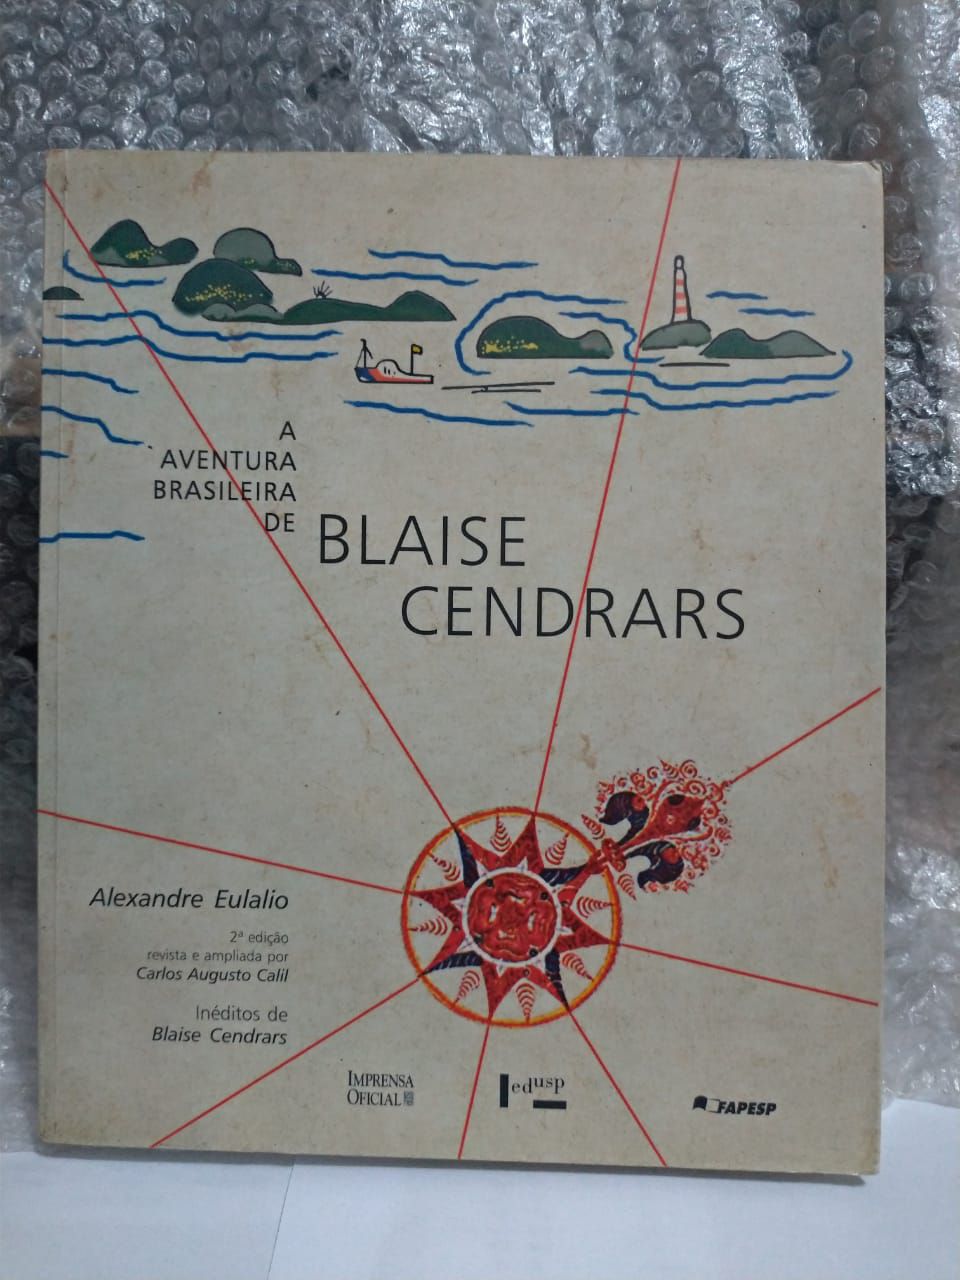 A
AVENTURA
BRASILEIRA
DE
BLAISE
CENDRARS
Alexandre Eulalio
2ª edição
revista e ampliada por
Carlos Augusto Calil
Inéditos de
Blaise Cendrars
IMPRENSA
OFICIAL
edusp
FAPESP